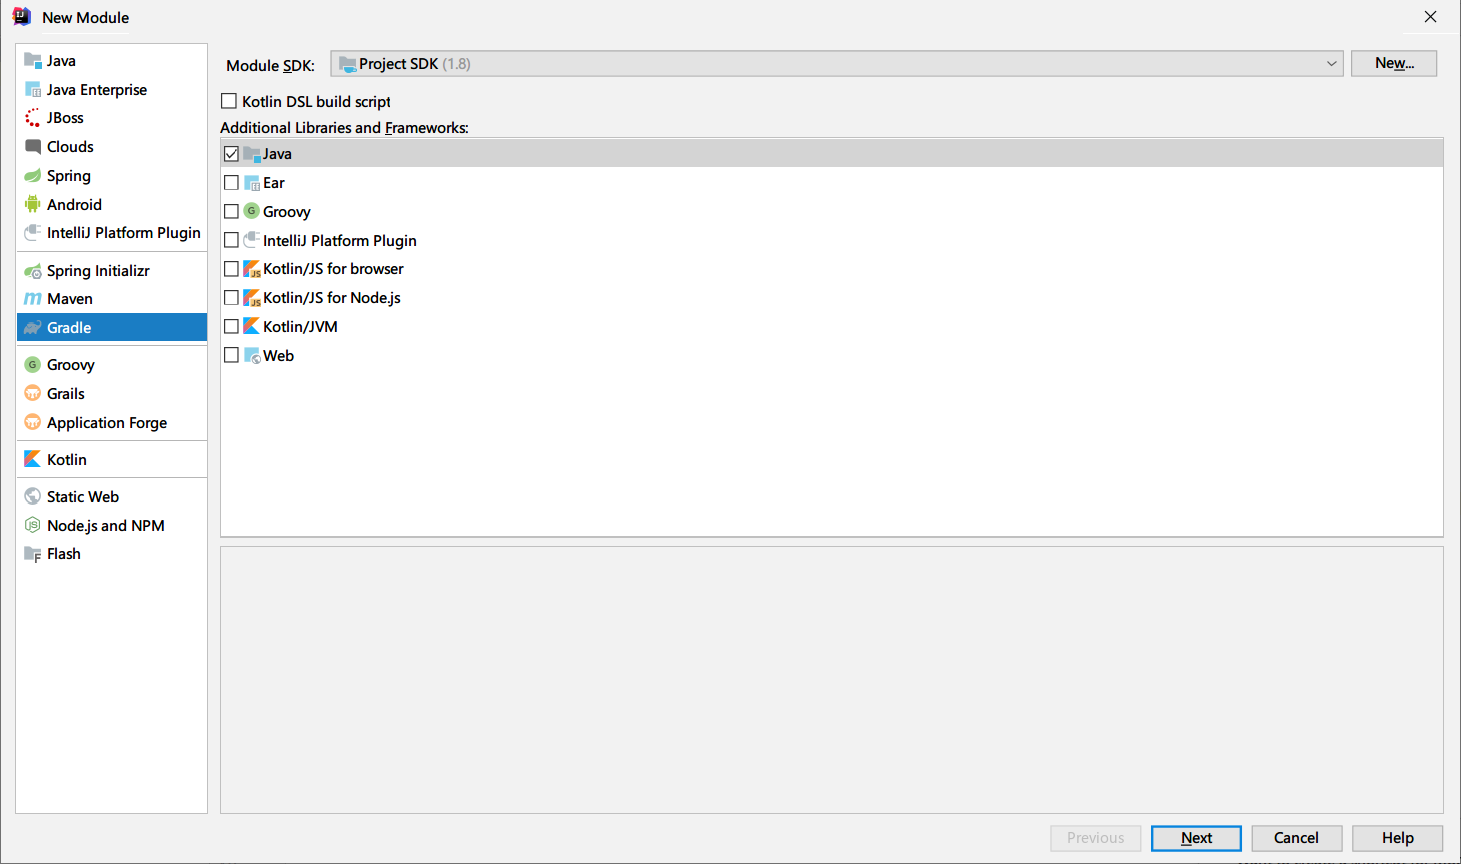 New Module
Java
Java Enterprise
JBoss
Clouds
Spring
Android
IntelliJ Platform Plugin
Spring Initializr
Maven
Gradle
Groovy
Grails
Application Forge
Kotlin
Static Web
Node.js and NPM
Flash
Module SDK: Project SDK (1.8) New...
Kotlin DSL build script
Additional Libraries and Frameworks:
Java
Ear
Groovy
IntelliJ Platform Plugin
Kotlin/JS for browser
Kotlin/JS for Node.js
Kotlin/JVM
Web
Previous Next Cancel Help